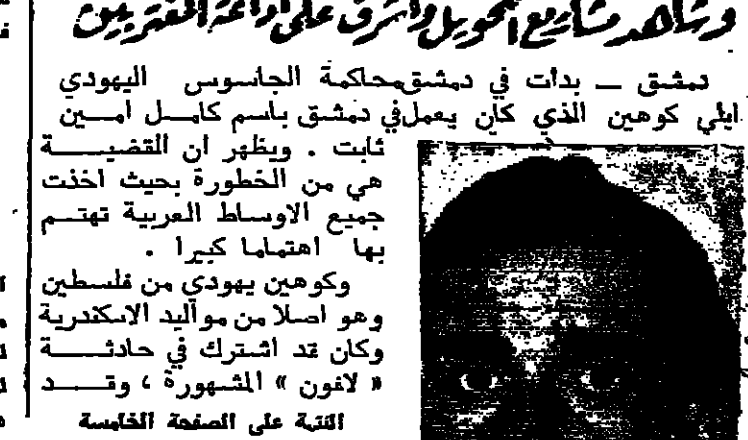 وشاهد مشاريع التحويل واشرف على اذاعة المغتربين
دمشق ــ بدأت في دمشق محاكمة الجاسوس اليهودي
ايلي كوهين الذي كان يعمل في دمشق باسم كامل امين
ثابت . ويظهر ان القضية
هي من الخطورة بحيث اخذت
جميع الاوساط العربية تهتم
بها اهتماما كبيرا .
وكوهين يهودي من فلسطين
وهو اصلا من مواليد الاسكندرية
وكان قد اشترك في حادثة
« لافون » المشهورة ، وقد
التتمة على الصفحة الخامسة